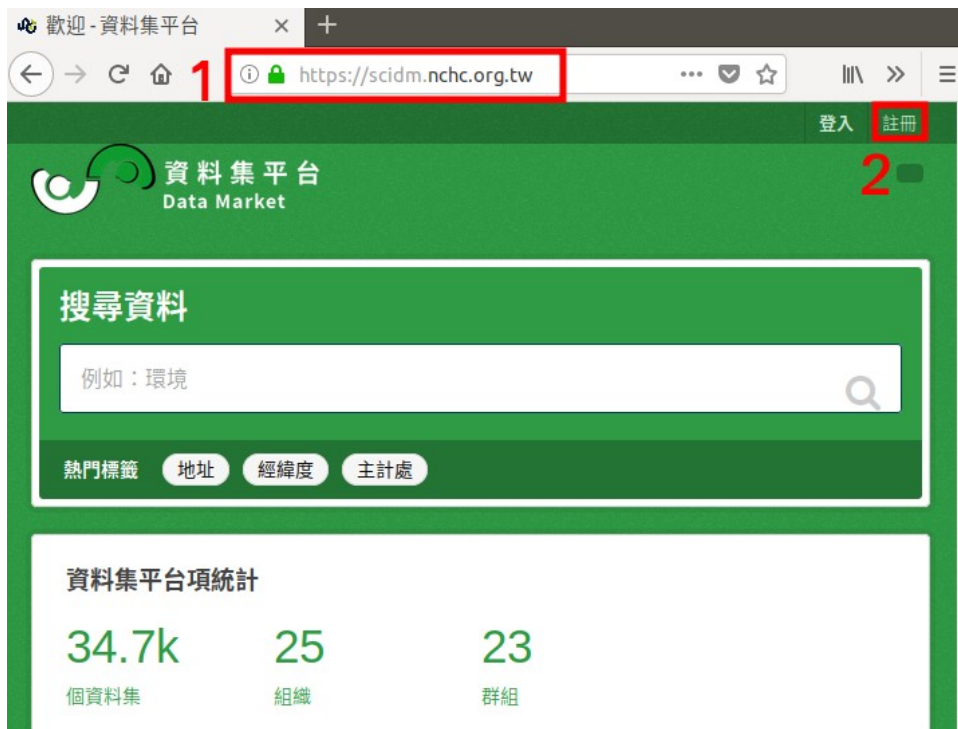 歡迎 - 資料集平台
1
https://scidm.nchc.org.tw
登入 註冊
2
資料集平台
Data Market
搜尋資料
例如：環境
熱門標籤 地址 經緯度 主計處
資料集平台項統計
34.7k 25 23
個資料集 組織 群組